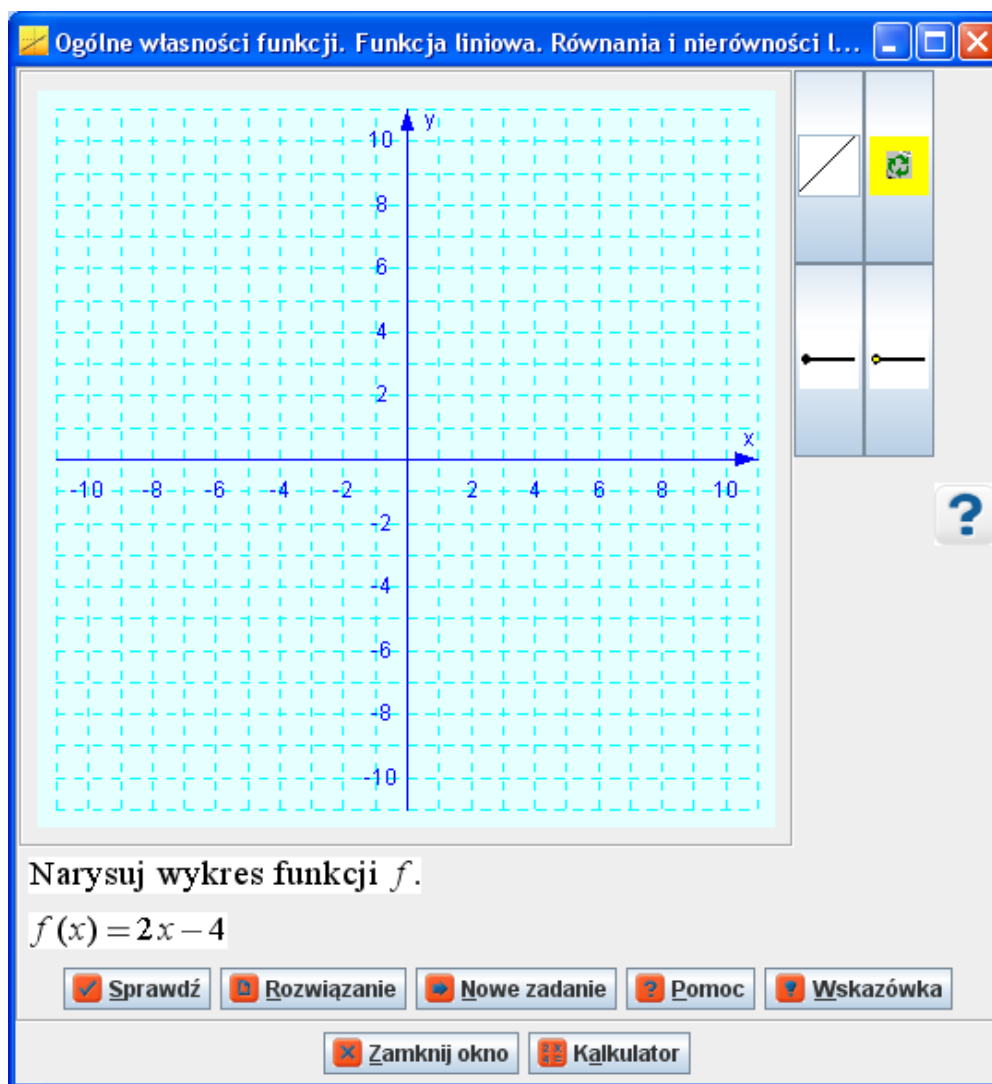 Ogólne własności funkcji. Funkcja liniowa. Równania i nierówności l...
y
10
8
6
4
2
x
-10 -8 -6 -4 -2 2 4 6 8 10
-2
-4
-6
-8
-10
?
Narysuj wykres funkcji f.
f(x)=2x−4
Sprawdź Rozwiązanie Nowe zadanie Pomoc Wskazówka
Zamknij okno Kalkulator